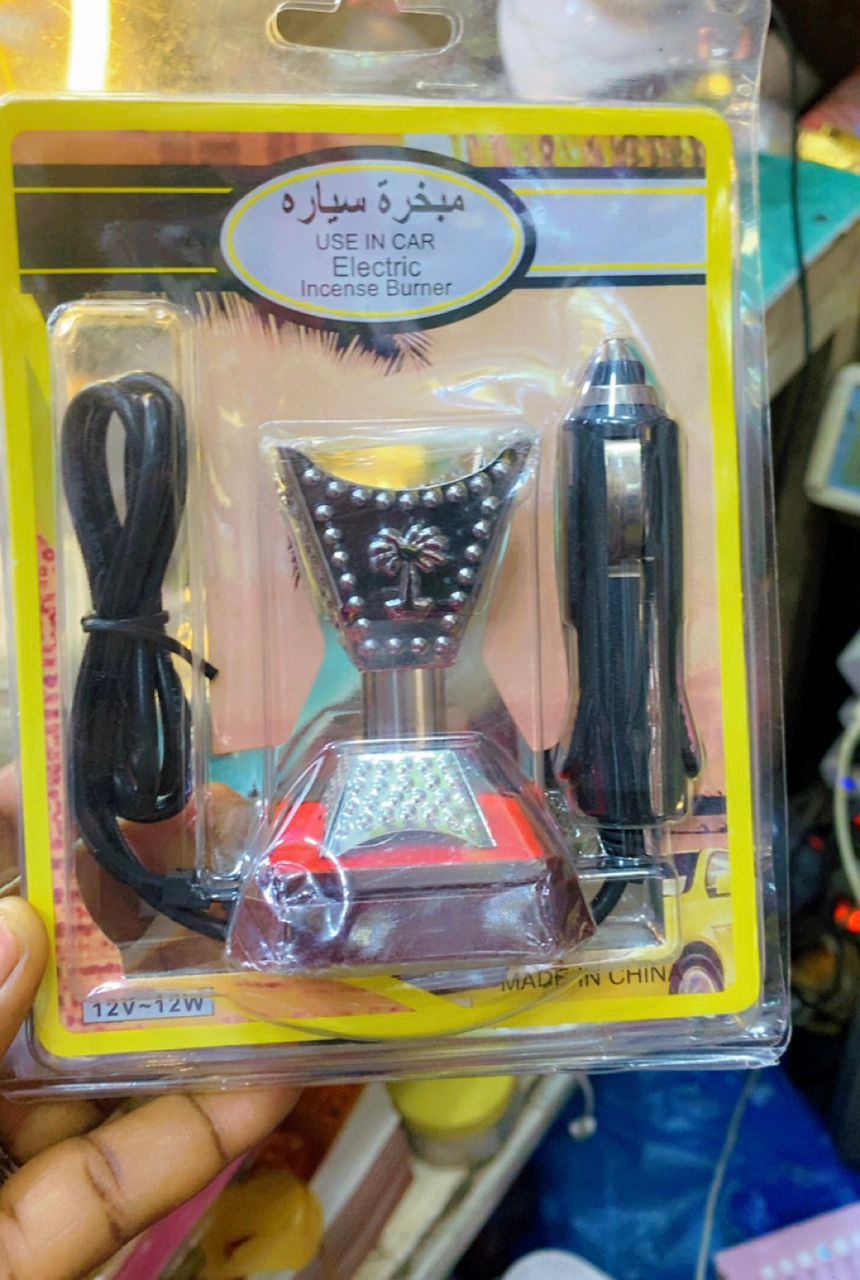 مبخرة سياره
USE IN CAR
Electric
Incense Burner
MADE IN CHINA
12V~12W